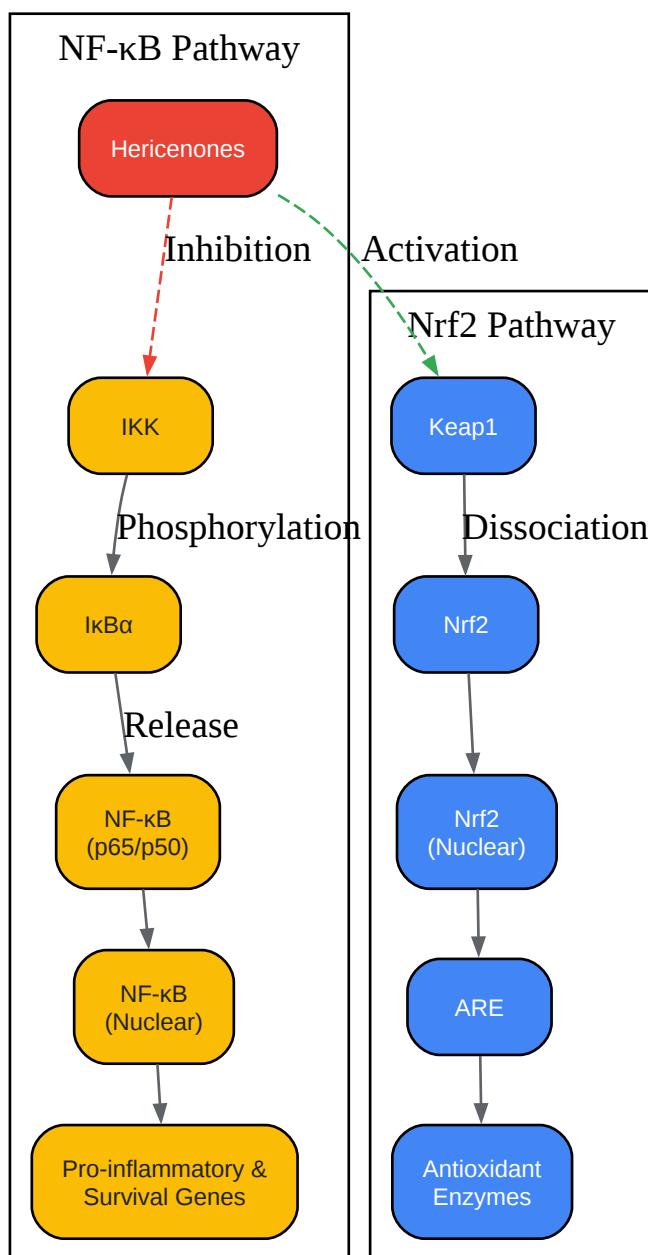 NF-κB Pathway
Hericenones
Inhibition
Activation
Nrf2 Pathway
IKK
Keap1
Phosphorylation
Dissociation
IκBα
Nrf2
Release
NF-κB
(p65/p50)
Nrf2
(Nuclear)
NF-κB
(Nuclear)
ARE
Pro-inflammatory &
Survival Genes
Antioxidant
Enzymes